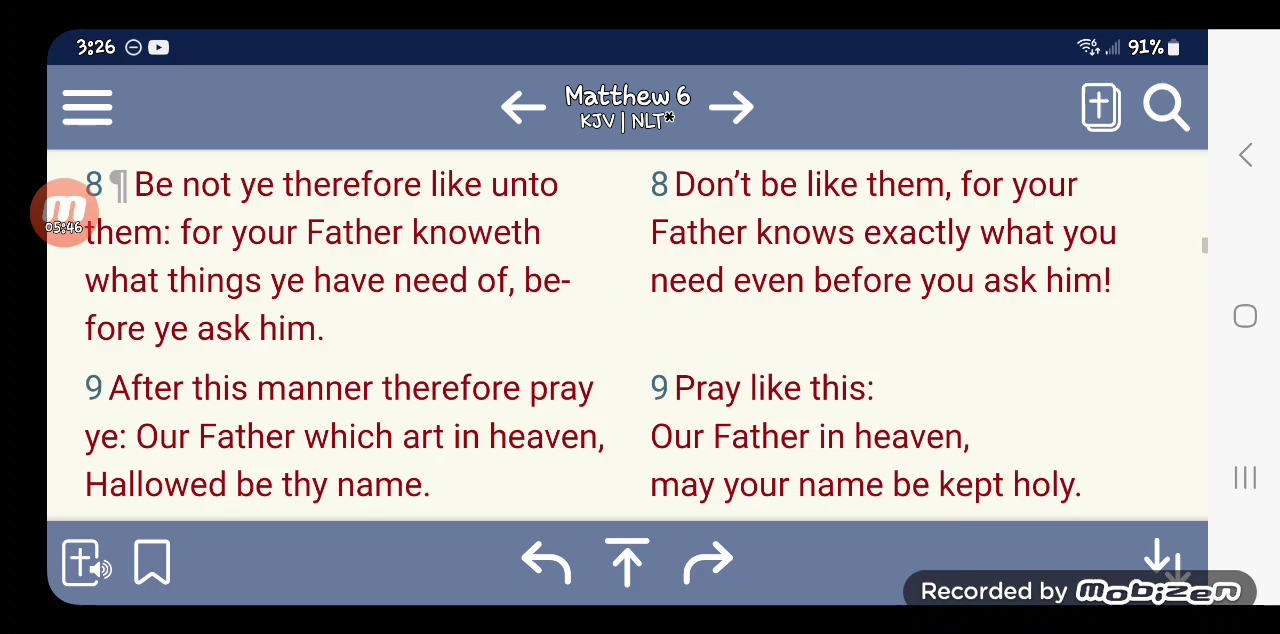 3:26 91%
Matthew 6
KJV | NLT*
05:46
8 ¶ Be not ye therefore like unto
them: for your Father knoweth
what things ye have need of, be-
fore ye ask him.
9 After this manner therefore pray
ye: Our Father which art in heaven,
Hallowed be thy name.
8 Don’t be like them, for your
Father knows exactly what you
need even before you ask him!
9 Pray like this:
Our Father in heaven,
may your name be kept holy.
Recorded by mobizen